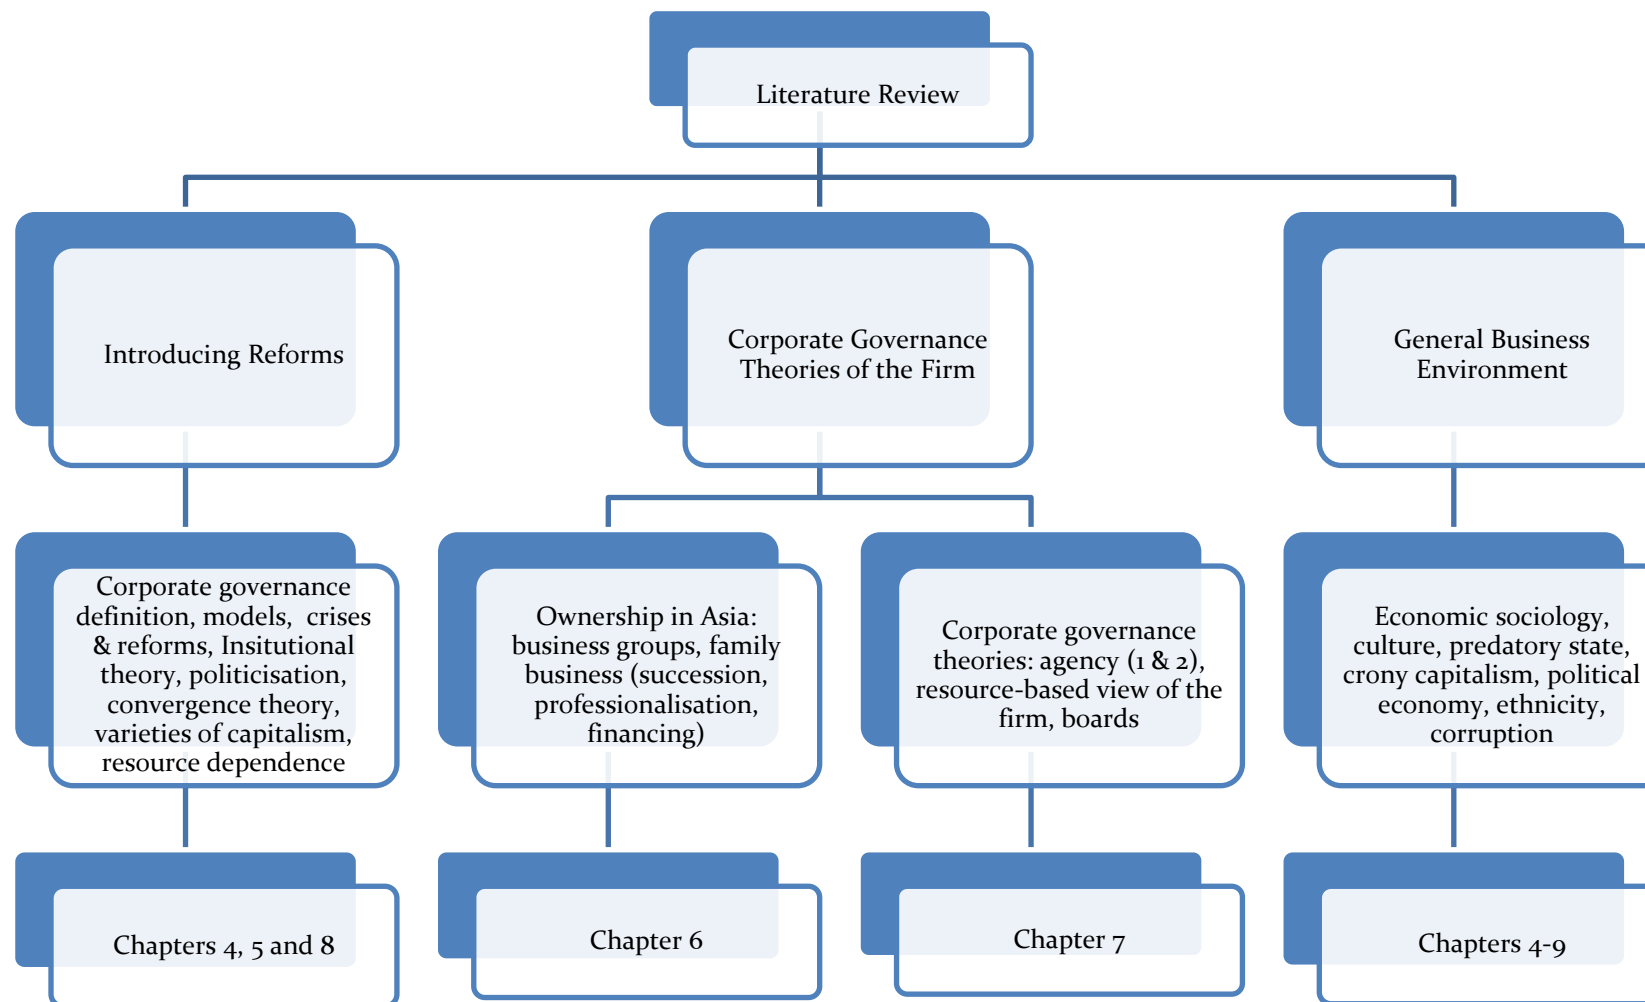 Literature Review
Introducing Reforms
Corporate Governance
Theories of the Firm
General Business
Environment
Corporate governance
definition, models, crises
& reforms, Insitutional
theory, politicisation,
convergence theory,
varieties of capitalism,
resource dependence
Ownership in Asia:
business groups, family
business (succession,
professionalisation,
financing)
Corporate governance
theories: agency (1 & 2),
resource-based view of the
firm, boards
Economic sociology,
culture, predatory state,
crony capitalism, political
economy, ethnicity,
corruption
Chapters 4, 5 and 8
Chapter 6
Chapter 7
Chapters 4-9